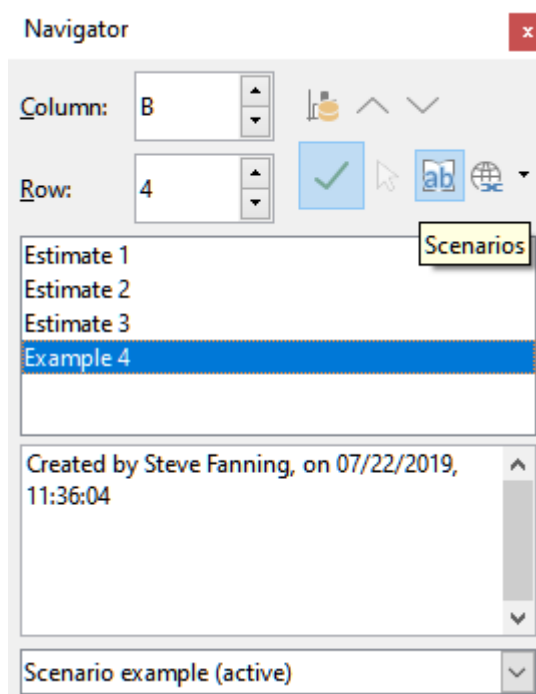 Navigator
x
Column: B
Row: 4
ab
Scenarios
Estimate 1
Estimate 2
Estimate 3
Example 4
Created by Steve Fanning, on 07/22/2019,
11:36:04
Scenario example (active)